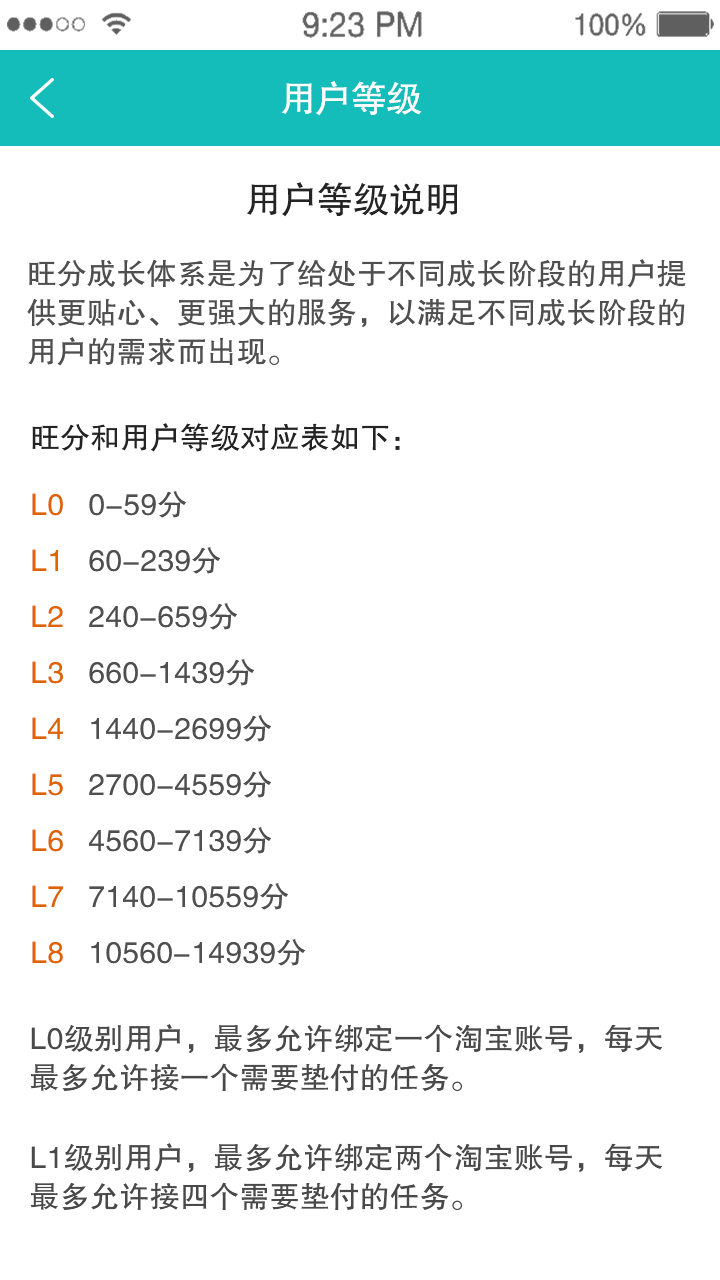 9:23 PM 100%
用户等级
用户等级说明
旺分成长体系是为了给处于不同成长阶段的用户提
供更贴心、更强大的服务，以满足不同成长阶段的
用户的需求而出现。
旺分和用户等级对应表如下：
L0 0-59分
L1 60-239分
L2 240-659分
L3 660-1439分
L4 1440-2699分
L5 2700-4559分
L6 4560-7139分
L7 7140-10559分
L8 10560-14939分
L0级别用户，最多允许绑定一个淘宝账号，每天
最多允许接一个需要垫付的任务。
L1级别用户，最多允许绑定两个淘宝账号，每天
最多允许接四个需要垫付的任务。